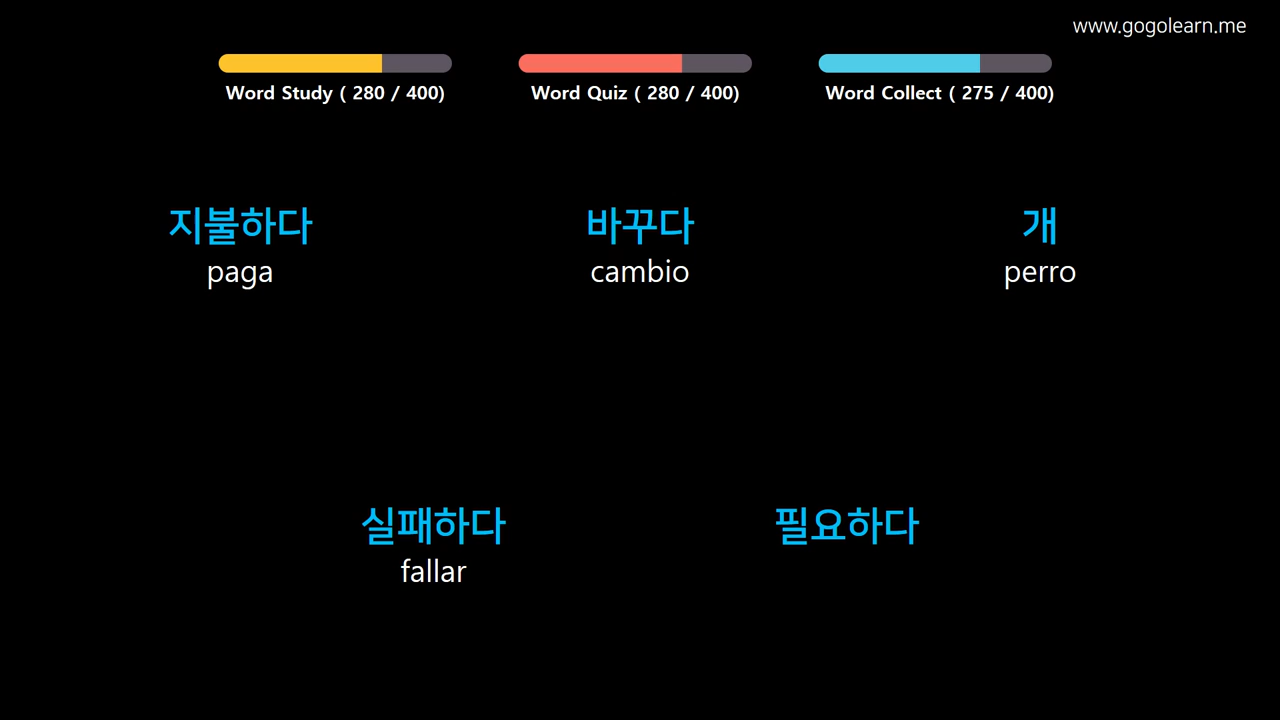 www.gogolearn.me
Word Study ( 280 / 400)
Word Quiz ( 280 / 400)
Word Collect ( 275 / 400)
지불하다
paga
바꾸다
cambio
개
perro
실패하다
fallar
필요하다